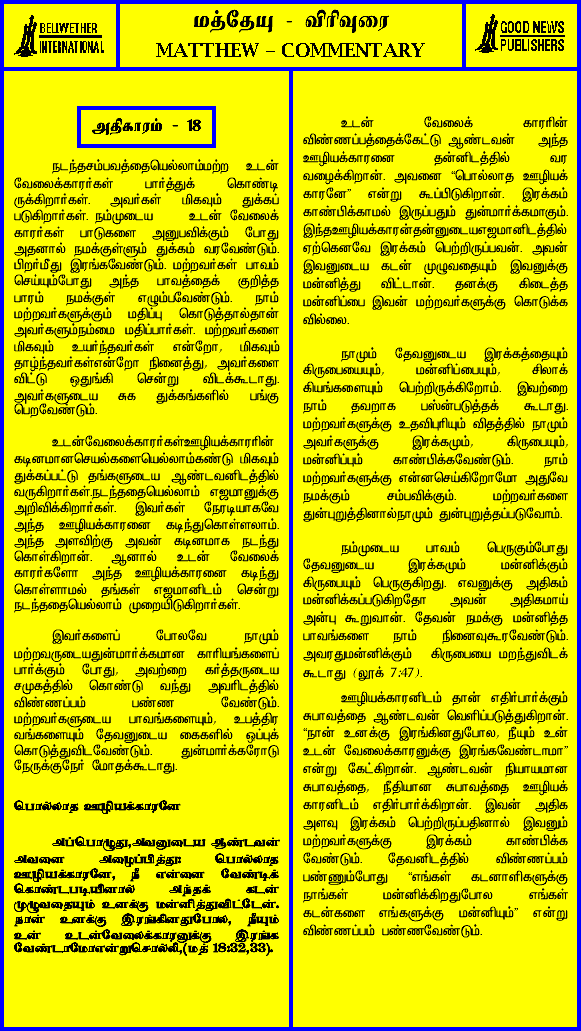 BELLWETHER
INTERNATIONAL
மத்தேயு - விரிவுரை
MATTHEW – COMMENTARY
GOOD NEWS
PUBLISHERS
அதிகாரம் - 18
நடந்தசம்பவத்தையெல்லாம்மற்ற உடன்
வேலைக்காரர்கள் பார்த்துக் கொண்டி
ருக்கிறார்கள். அவர்கள் மிகவும் துக்கப்
படுகிறார்கள். நம்முடைய உடன் வேலைக்
காரர்கள் பாடுகளை அனுபவிக்கும் போது
அதனால் நமக்குள்ளும் துக்கம் வரவேண்டும்.
பிறர்மீது இரங்கவேண்டும். மற்றவர்கள் பாவம்
செய்யும்போது அந்த பாவத்தைக் குறித்த
பாரம் நமக்குள் எழும்பவேண்டும். நாம்
மற்றவர்களுக்கும் மதிப்பு கொடுத்தால்தான்
அவர்களும்நம்மை மதிப்பார்கள். மற்றவர்களை
மிகவும் உயர்ந்தவர்கள் என்றோ, மிகவும்
தாழ்ந்தவர்கள்என்றோ நினைத்து, அவர்களை
விட்டு ஒதுங்கி சென்று விடக்கூடாது.
அவர்களுடைய சுக துக்கங்களில் பங்கு
பெறவேண்டும்.
உடன்வேலைக்காரர்கள்ஊழியக்காரரின்
கடினமானசெயல்களையெல்லாம்கண்டு மிகவும்
துக்கப்பட்டு தங்களுடைய ஆண்டவனிடத்தில்
வருகிறார்கள்.நடந்ததையெல்லாம் எஜமானுக்கு
அறிவிக்கிறார்கள். இவர்கள் நேரடியாகவே
அந்த ஊழியக்காரனை கடிந்துகொள்ளலாம்.
அந்த அளவிற்கு அவன் கடினமாக நடந்து
கொள்கிறான். ஆனால் உடன் வேலைக்
காரர்களோ அந்த ஊழியக்காரனை கடிந்து
கொள்ளாமல் தங்கள் எஜமானிடம் சென்று
நடந்ததையெல்லாம் முறையிடுகிறார்கள்.
இவர்களைப் போலவே நாமும்
மற்றவருடையதுன்மார்க்கமான காரியங்களைப்
பார்க்கும் போது, அவற்றை கர்த்தருடைய
சமுகத்தில் கொண்டு வந்து அவரிடத்தில்
விண்ணப்பம் பண்ண வேண்டும்.
மற்றவர்களுடைய பாவங்களையும், உபத்திர
வங்களையும் தேவனுடைய கைகளில் ஒப்புக்
கொடுத்துவிடவேண்டும். துன்மார்க்கரோடு
நேருக்குநேர் மோதக்கூடாது.
பொல்லாத ஊழியக்காரனே
அப்பொழுது,அவனுடைய ஆண்டவன்
அவனை அழைப்பித்து: பொல்லாத
ஊழியக்காரனே, நீ என்னை வேண்டிக்
கொண்டபடியினால் அந்தக் கடன்
முழுவதையும் உனக்கு மன்னித்துவிட்டேன்.
நான் உனக்கு இரங்கினதுபோல, நீயும்
உன் உடன்வேலைக்காரனுக்கு இரங்க
வேண்டாமோஎன்றுசொல்லி,(மத் 18:32,33).
உடன் வேலைக் காரரின்
விண்ணப்பத்தைக்கேட்டு ஆண்டவன் அந்த
ஊழியக்காரனை தன்னிடத்தில் வர
வழைக்கிறான். அவனை “பொல்லாத ஊழியக்
காரனே” என்று கூப்பிடுகிறான். இரக்கம்
காண்பிக்காமல் இருப்பதும் துன்மார்க்கமாகும்.
இந்தஊழியக்காரன்தன்னுடையஎஜமானிடத்தில்
ஏற்கெனவே இரக்கம் பெற்றிருப்பவன். அவன்
இவனுடைய கடன் முழுவதையும் இவனுக்கு
மன்னித்து விட்டான். தனக்கு கிடைத்த
மன்னிப்பை இவன் மற்றவர்களுக்கு கொடுக்க
வில்லை.
நாமும் தேவனுடைய இரக்கத்தையும்
கிருபையையும், மன்னிப்பையும், சிலாக்
கியங்களையும் பெற்றிருக்கிறோம். இவற்றை
நாம் தவறாக பஸ்ன்படுத்தக் கூடாது.
மற்றவர்களுக்கு உதவிபுரியும் விதத்தில் நாமும்
அவர்களுக்கு இரக்கமும், கிருபையும்,
மன்னிப்பும் காண்பிக்கவேண்டும். நாம்
மற்றவர்களுக்கு என்னசெய்கிறோமோ அதுவே
நமக்கும் சம்பவிக்கும். மற்றவர்களை
துன்புறுத்தினால்நாமும் துன்புறுத்தப்படுவோம்.
நம்முடைய பாவம் பெருகும்போது
தேவனுடைய இரக்கமும் மன்னிக்கும்
கிருபையும் பெருகுகிறது. எவனுக்கு அதிகம்
மன்னிக்கப்படுகிறதோ அவன் அதிகமாய்
அன்பு கூறுவான். தேவன் நமக்கு மன்னித்த
பாவங்களை நாம் நினைவுகூரவேண்டும்.
அவரதுமன்னிக்கும் கிருபையை மறந்துவிடக்
கூடாது (லூக் 7:47).
ஊழியக்காரனிடம் தான் எதிர்பார்க்கும்
சுபாவத்தை ஆண்டவன் வெளிப்படுத்துகிறான்.
“நான் உனக்கு இரங்கினதுபோல, நீயும் உன்
உடன் வேலைக்காரனுக்கு இரங்கவேண்டாமா”
என்று கேட்கிறான். ஆண்டவன் நியாயமான
சுபாவத்தை, நீதியான சுபாவத்தை ஊழியக்
காரனிடம் எதிர்பார்க்கிறான். இவன் அதிக
அளவு இரக்கம் பெற்றிருப்பதினால் இவனும்
மற்றவர்களுக்கு இரக்கம் காண்பிக்க
வேண்டும். தேவனிடத்தில் விண்ணப்பம்
பண்ணும்போது “எங்கள் கடனாளிகளுக்கு
நாங்கள் மன்னிக்கிறதுபோல எங்கள்
கடன்களை எங்களுக்கு மன்னியும்” என்று
விண்ணப்பம் பண்ணவேண்டும்.